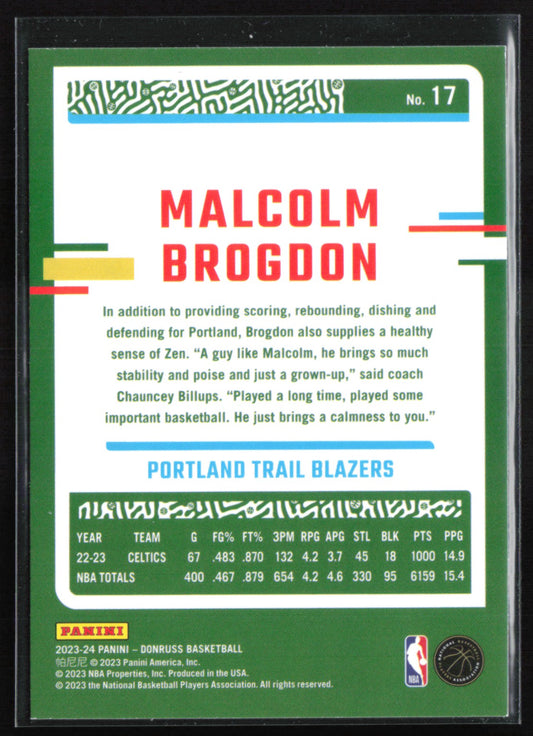 No. 17
MALCOLM
BROGDON
In addition to providing scoring, rebounding, dishing and
defending for Portland, Brogdon also supplies a healthy
sense of Zen. “A guy like Malcolm, he brings so much
stability and poise and just a grown-up,” said coach
Chauncey Billups. “Played a long time, played some
important basketball. He just brings a calmness to you.”
PORTLAND TRAIL BLAZERS
YEAR TEAM G FG% FT% 3PM RPG APG STL BLK PTS PPG
22-23 CELTICS 67 .483 .870 132 4.2 3.7 45 18 1000 14.9
NBA TOTALS 400 .467 .879 654 4.2 4.6 330 95 6159 15.4
PANINI
2023-24 PANINI – DONRUSS BASKETBALL
帕尼尼 © 2023 Panini America, Inc.
© 2023 NBA Properties, Inc. Produced in the USA.
© 2023 the National Basketball Players Association. All rights reserved.
NBA
NATIONAL BASKETBALL
PLAYERS ASSOCIATION